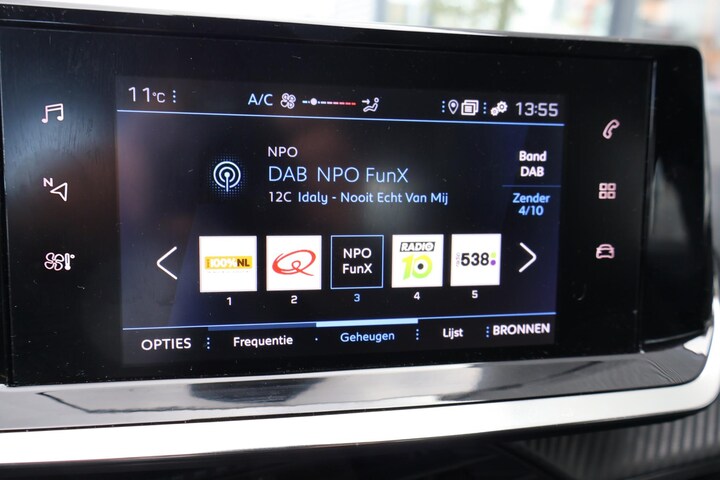 11°C A/C 13:55
N
NPO
DAB NPO FunX
12C Idaly - Nooit Echt Van Mij
Band
DAB
Zender
4/10
100%NL
NPO
FunX
RADIO
10
538
1 2 3 4 5
OPTIES Frequentie Geheugen Lijst BRONNEN